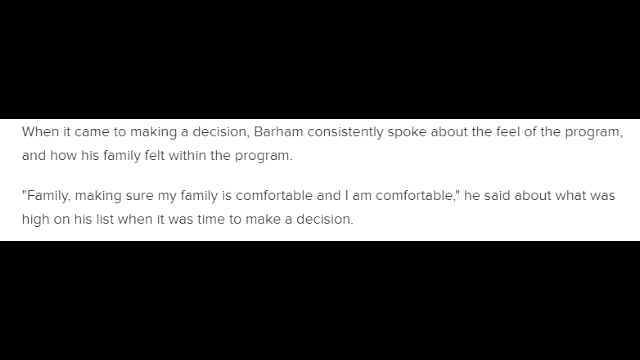 When it came to making a decision, Barham consistently spoke about the feel of the program,
and how his family felt within the program.
"Family, making sure my family is comfortable and I am comfortable," he said about what was
high on his list when it was time to make a decision.